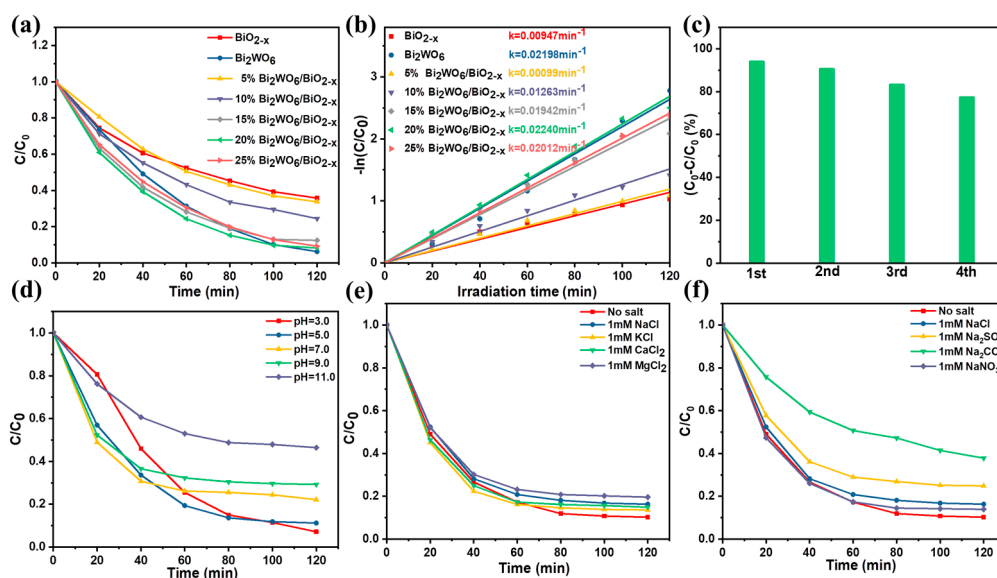 (a)
C/C0
1.2
1.0
0.8
0.6
0.4
0.2
0.0
0 20 40 60 80 100 120
Time (min)
BiO2-x
Bi2WO6
5% Bi2WO6/BiO2-x
10% Bi2WO6/BiO2-x
15% Bi2WO6/BiO2-x
20% Bi2WO6/BiO2-x
25% Bi2WO6/BiO2-x
(b)
-ln(C/C0)
3
2
1
0
0 20 40 60 80 100 120
Irradiation time (min)
BiO2-x k=0.00947min-1
Bi2WO6 k=0.02198min-1
5% Bi2WO6/BiO2-x k=0.00099min-1
10% Bi2WO6/BiO2-x k=0.01263min-1
15% Bi2WO6/BiO2-x k=0.01942min-1
20% Bi2WO6/BiO2-x k=0.02240min-1
25% Bi2WO6/BiO2-x k=0.02012min-1
(c)
(C0-C/C0 (%)
100
80
60
40
20
0
1st 2nd 3rd 4th
(d)
C/C0
1.0
0.8
0.6
0.4
0.2
0.0
0 20 40 60 80 100 120
Time (min)
pH=3.0
pH=5.0
pH=7.0
pH=9.0
pH=11.0
(e)
C/C0
1.0
0.8
0.6
0.4
0.2
0.0
0 20 40 60 80 100 120
Time (min)
No salt
1mM NaCl
1mM KCl
1mM CaCl2
1mM MgCl2
(f)
C/C0
1.0
0.8
0.6
0.4
0.2
0.0
0 20 40 60 80 100 120
Time (min)
No salt
1mM NaCl
1mM Na2SO
1mM Na2CO
1mM NaNO